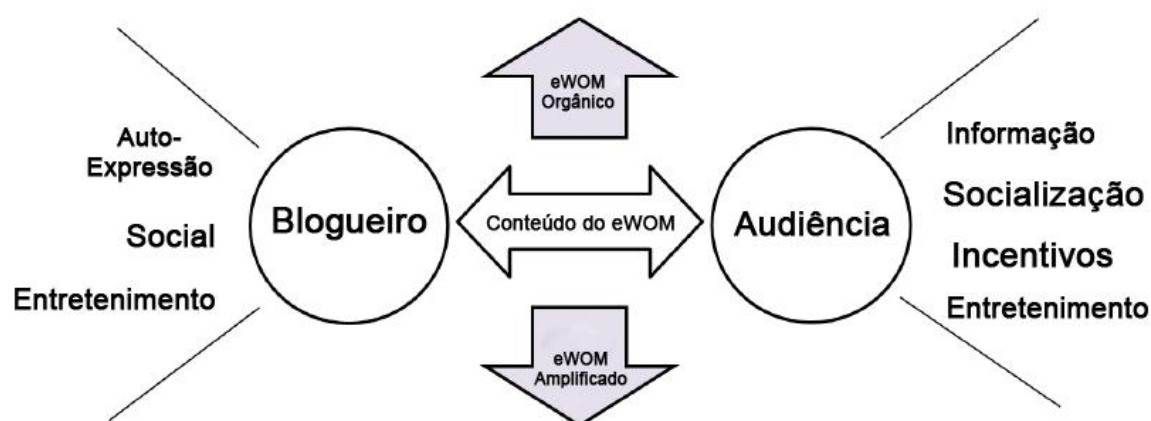 Auto-
Expressão
Social
Entretenimento
Blogueiro
eWOM
Orgânico
Conteúdo do eWOM
eWOM
Amplificado
Audiência
Informação
Socialização
Incentivos
Entretenimento